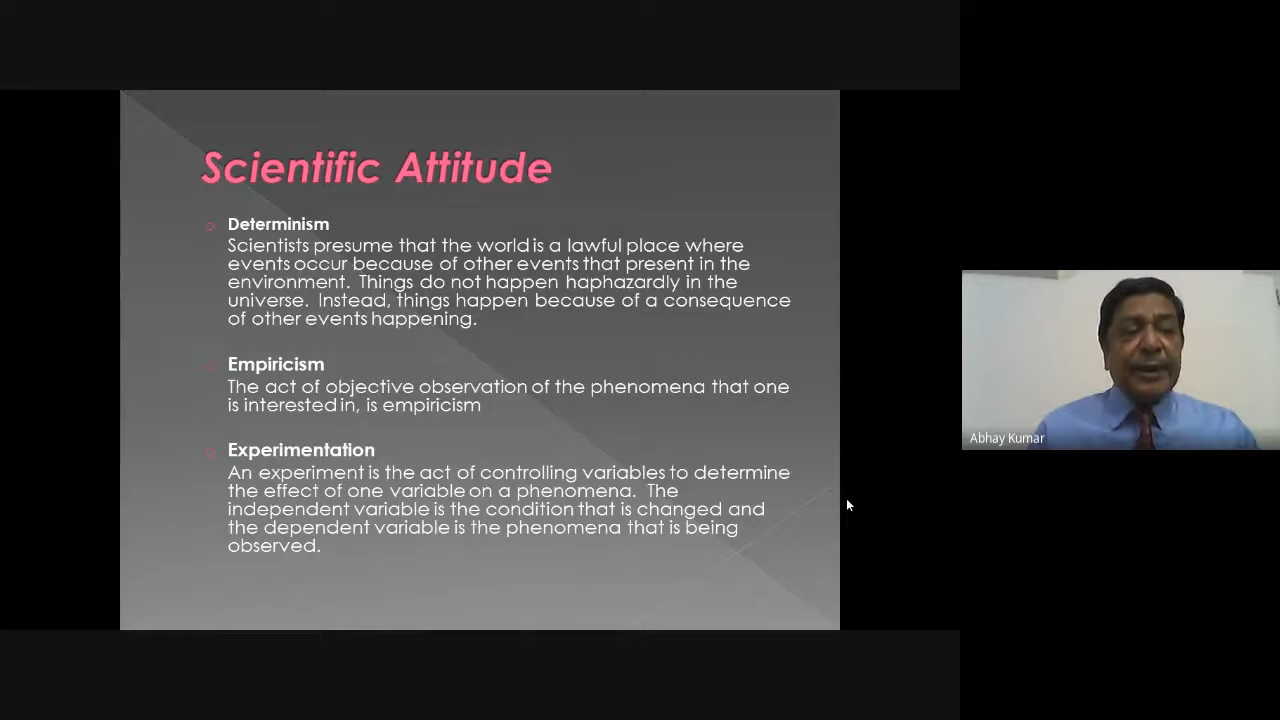 Scientific Attitude
Determinism
Scientists presume that the world is a lawful place where
events occur because of other events that present in the
environment. Things do not happen haphazardly in the
universe. Instead, things happen because of a consequence
of other events happening.
Empiricism
The act of objective observation of the phenomena that one
is interested in, is empiricism
Experimentation
An experiment is the act of controlling variables to determine
the effect of one variable on a phenomena. The
independent variable is the condition that is changed and
the dependent variable is the phenomena that is being
observed.
Abhay Kumar